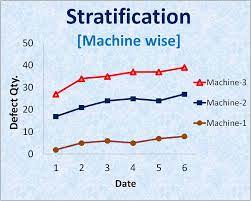 Stratification
[Machine wise]
Defect Qty.
50
40
30
20
10
0
1 2 3 4 5 6
Date
Machine-3
Machine-2
Machine-1